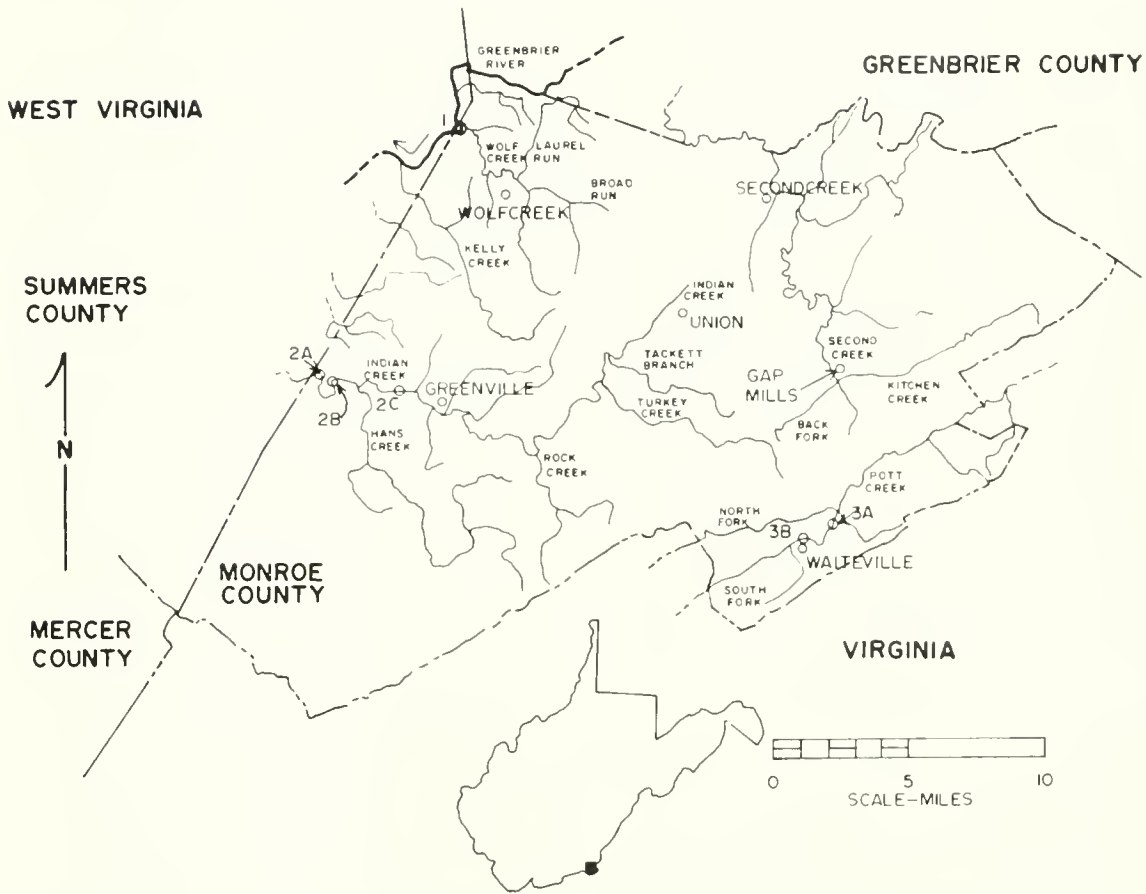 GREENBRIER
RIVER
GREENBRIER COUNTY
WEST VIRGINIA
1
WOLF
CREEK
LAUREL
RUN
BROAD
RUN
WOLFCREEK
SECONDCREEK
KELLY
CREEK
SUMMERS
COUNTY
INDIAN
CREEK
UNION
2A
INDIAN
CREEK
TACKETT
BRANCH
SECOND
CREEK
GAP
MILLS
KITCHEN
CREEK
2B
2C
GREENVILLE
TURKEY
CREEK
BACK
FORK
HANS
CREEK
N
ROCK
CREEK
POTT
CREEK
NORTH
FORK
3A
3B
WALTEVILLE
SOUTH
FORK
MONROE
COUNTY
MERCER
COUNTY
VIRGINIA
0 5 10
SCALE-MILES